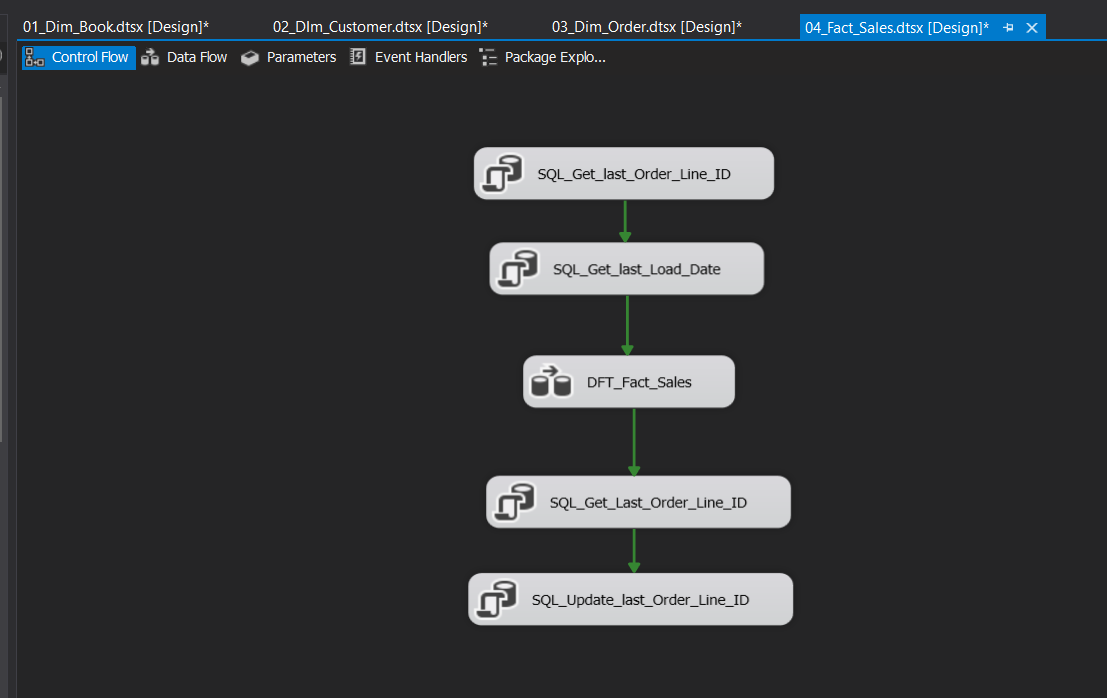 01_Dim_Book.dtsx [Design]* 02_DIm_Customer.dtsx [Design]* 03_Dim_Order.dtsx [Design]* 04_Fact_Sales.dtsx [Design]*
Control Flow Data Flow Parameters Event Handlers Package Explo...
SQL_Get_last_Order_Line_ID
SQL_Get_last_Load_Date
DFT_Fact_Sales
SQL_Get_Last_Order_Line_ID
SQL_Update_last_Order_Line_ID